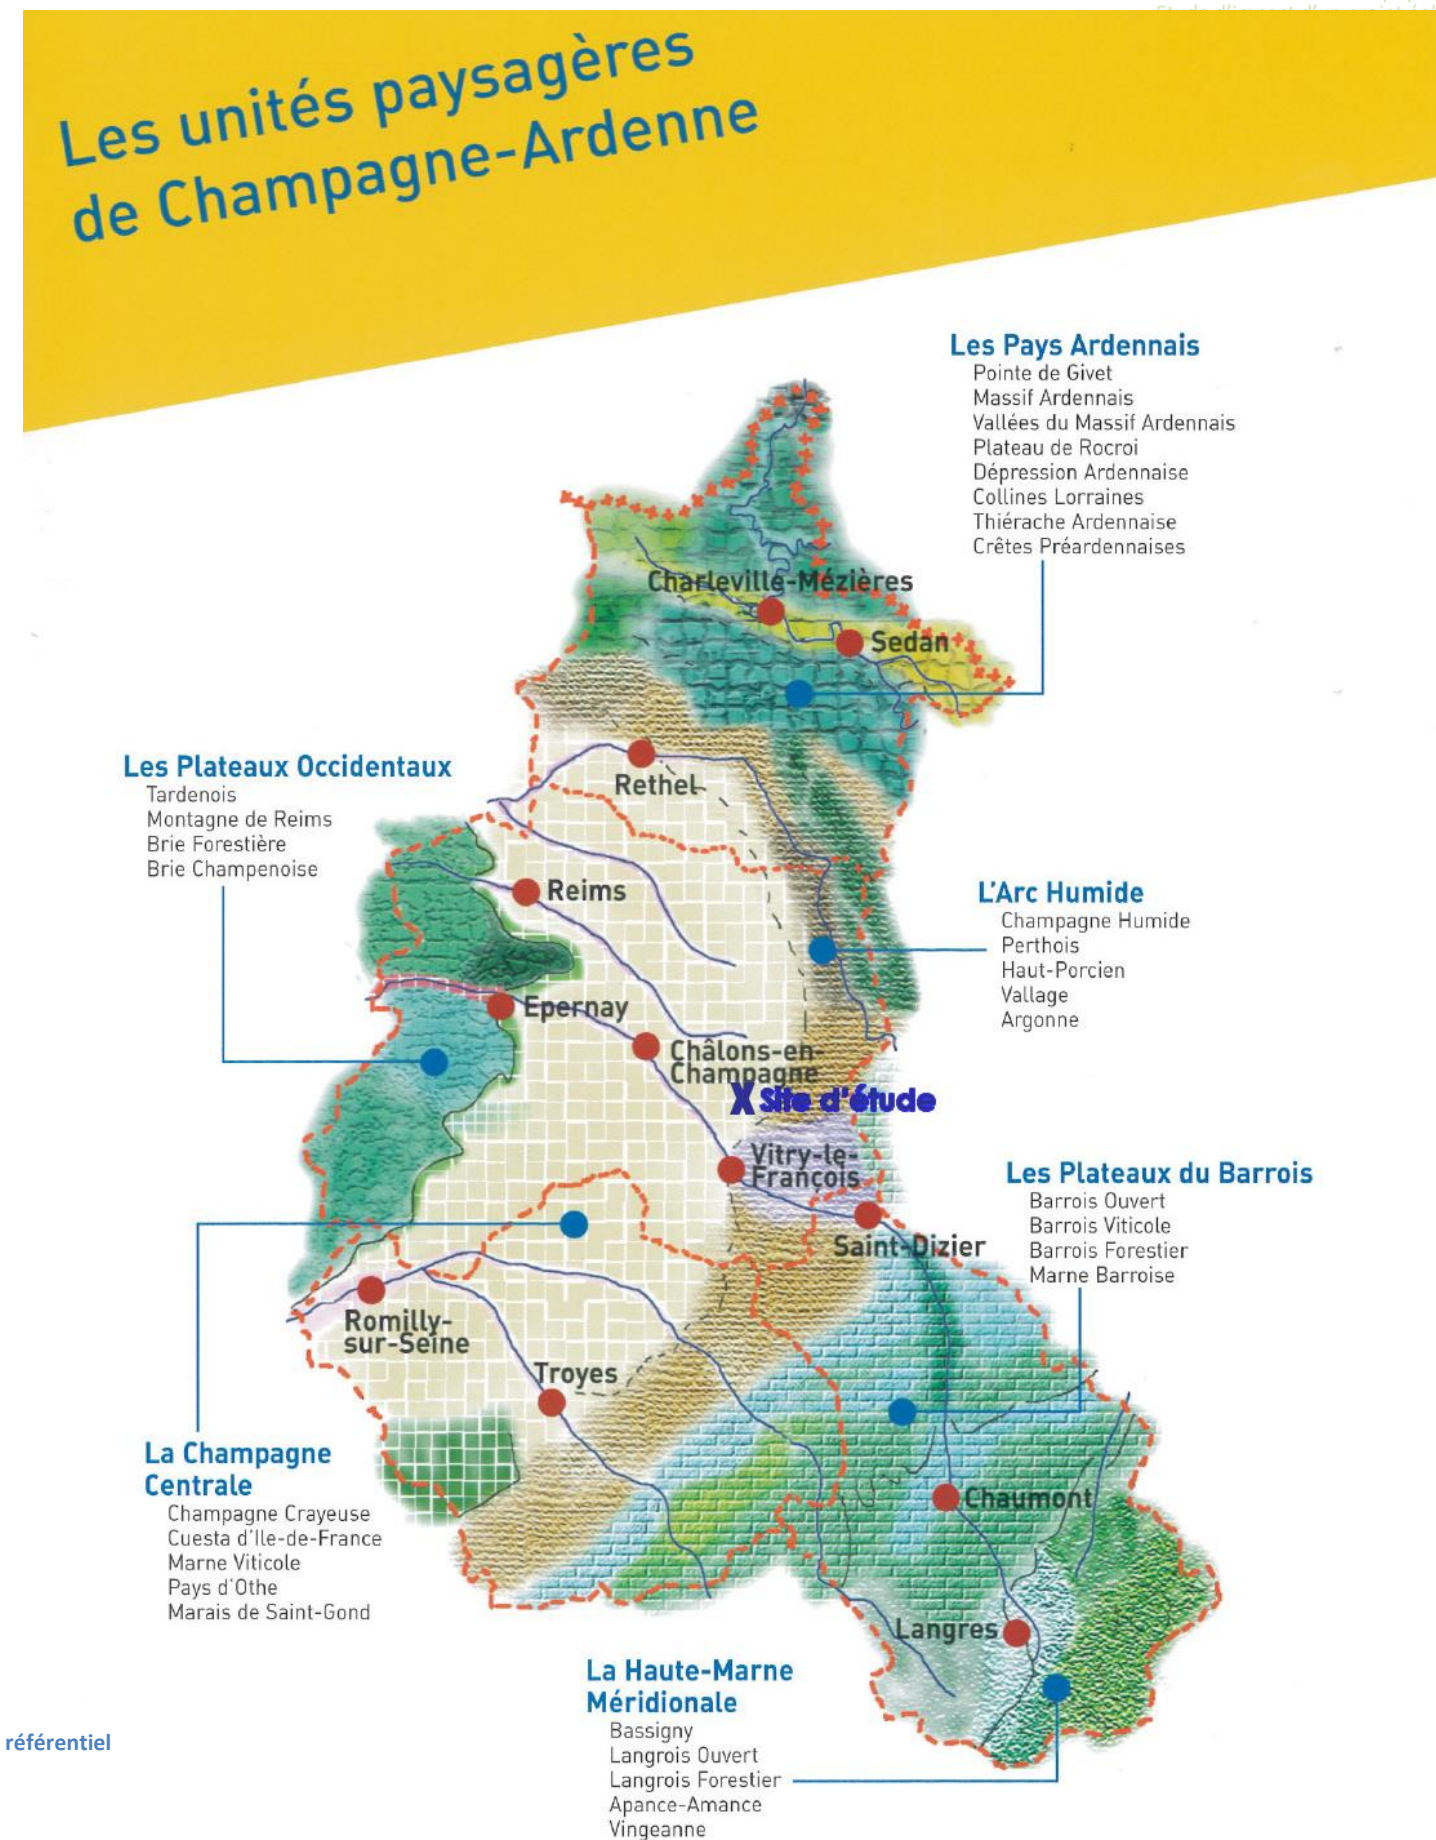 Les unités paysagères
de Champagne-Ardenne
Les Pays Ardennais
Pointe de Givet
Massif Ardennais
Vallées du Massif Ardennais
Plateau de Rocroi
Dépression Ardennaise
Collines Lorraines
Thiérache Ardennaise
Crêtes Préardennaises
Charleville-Mézières
Sedan
Les Plateaux Occidentaux
Tardenois
Montagne de Reims
Brie Forestière
Brie Champenoise
Rethel
Reims
L'Arc Humide
Champagne Humide
Perthois
Haut-Porcien
Vallage
Argonne
Epernay
Châlons-en-
Champagne
X Site d'étude
Vitry-le-
François
Les Plateaux du Barrois
Barrois Ouvert
Barrois Viticole
Barrois Forestier
Marne Barroise
Saint-Dizier
Romilly-
sur-Seine
Troyes
La Champagne
Centrale
Champagne Crayeuse
Cuesta d'Ile-de-France
Marne Viticole
Pays d'Othe
Marais de Saint-Gond
Chaumont
Langres
La Haute-Marne
Méridionale
Bassigny
Langrois Ouvert
Langrois Forestier
Apance-Amance
Vingeanne
référentiel